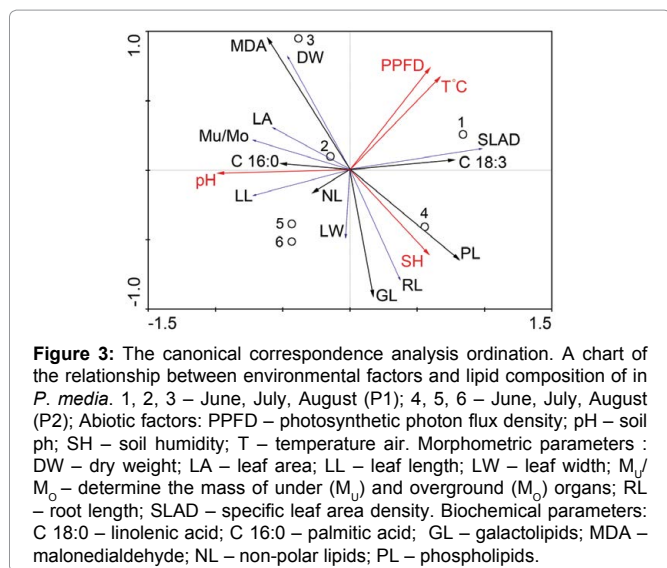 1.0
MDA
3
DW
PPFD
T°C
1
LA
SLAD
Mu/Mo
2
C 16:0
C 18:3
pH
LL
NL
4
5
LW
6
PL
SH
RL
GL
-1.0
-1.5
1.5
Figure 3: The canonical correspondence analysis ordination. A chart of
the relationship between environmental factors and lipid composition of in
P. media. 1, 2, 3 – June, July, August (P1); 4, 5, 6 – June, July, August
(P2); Abiotic factors: PPFD – photosynthetic photon flux density; pH – soil
ph; SH – soil humidity; T – temperature air. Morphometric parameters :
DW – dry weight; LA – leaf area; LL – leaf length; LW – leaf width; M_U/
M_O – determine the mass of under (M_U) and overground (M_O) organs; RL
– root length; SLAD – specific leaf area density. Biochemical parameters:
C 18:0 – linolenic acid; C 16:0 – palmitic acid; GL – galactolipids; MDA –
malonedialdehyde; NL – non-polar lipids; PL – phospholipids.